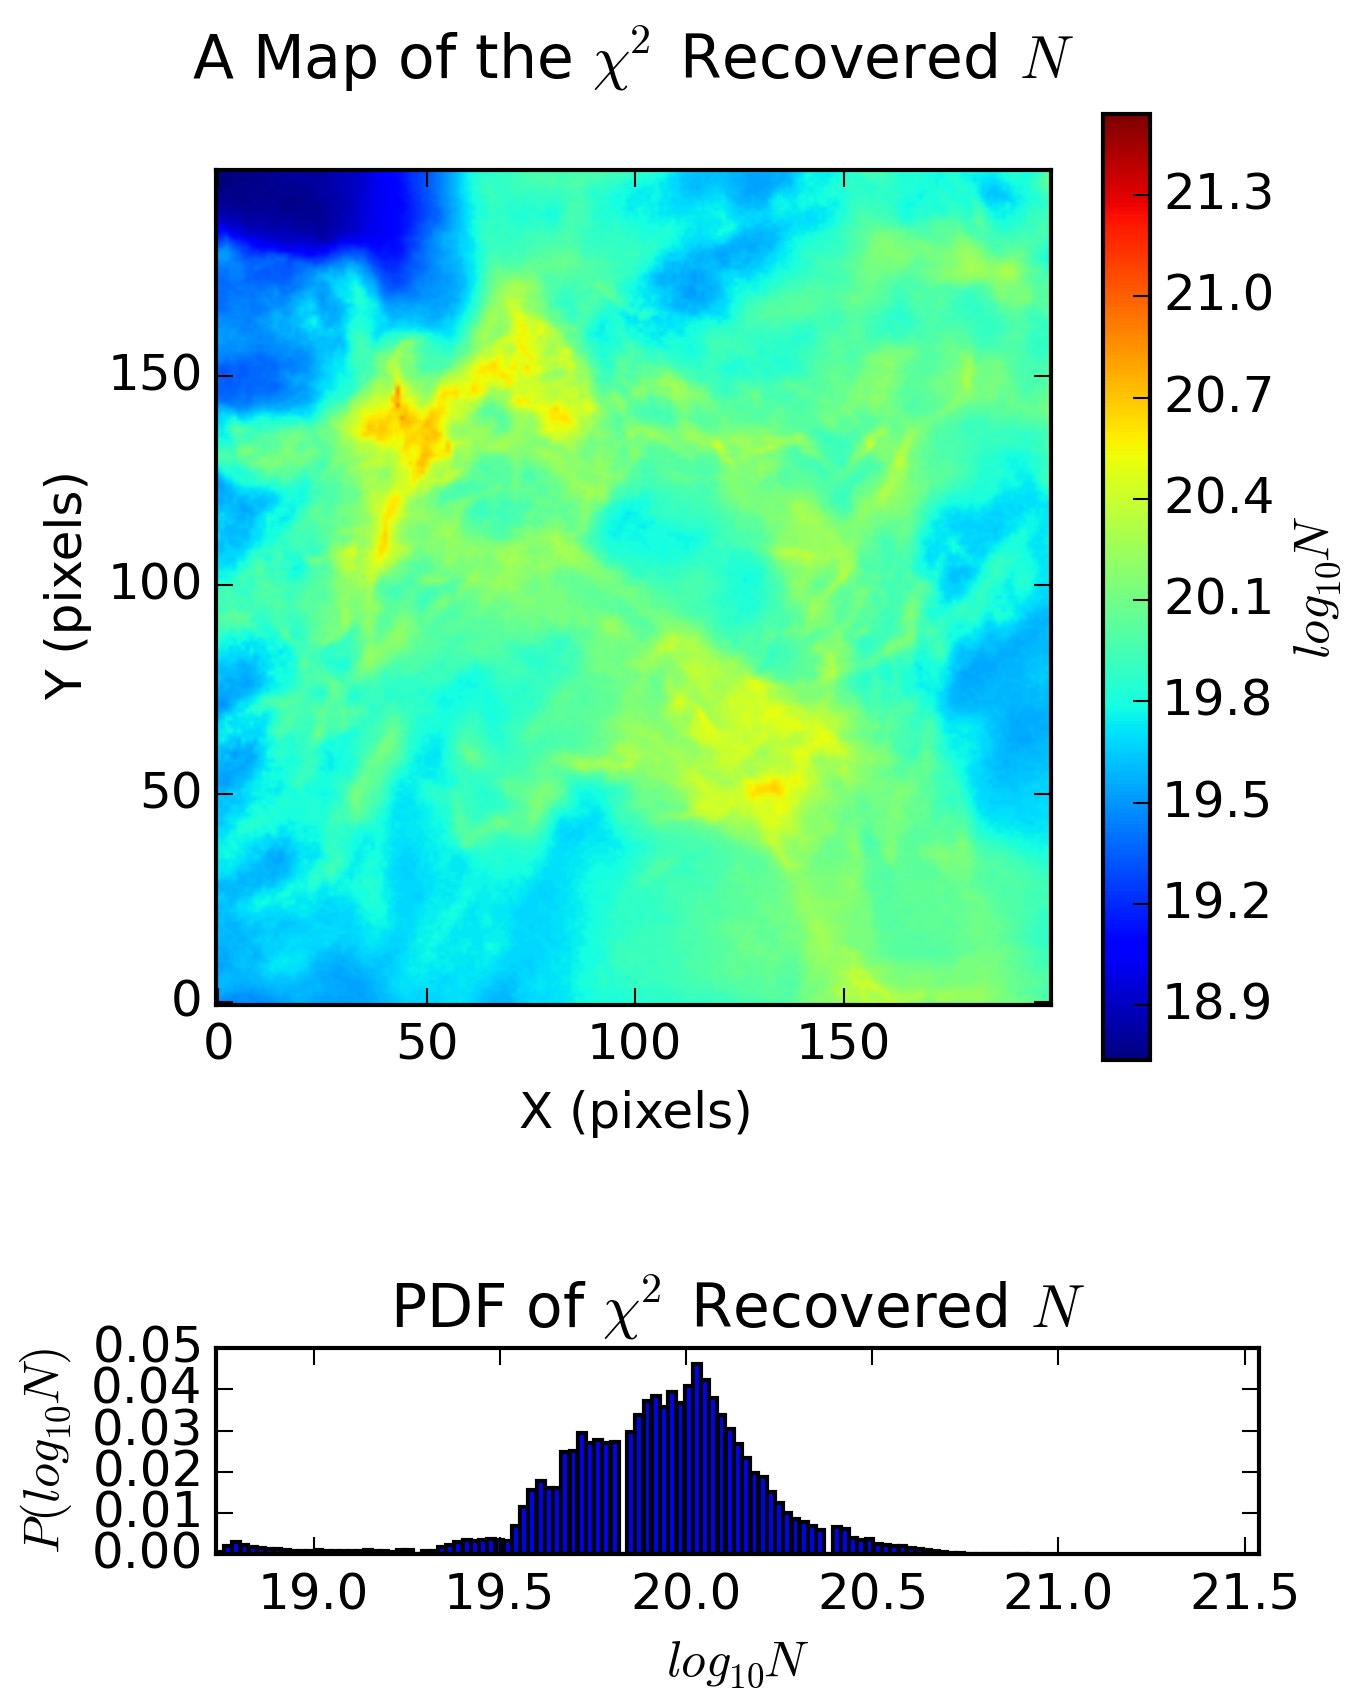 A Map of the χ² Recovered N
21.3
21.0
20.7
20.4
20.1
19.8
19.5
19.2
18.9
log₁₀N
Y (pixels)
150
100
50
0
0 50 100 150
X (pixels)
PDF of χ² Recovered N
P(log₁₀N)
0.05
0.04
0.03
0.02
0.01
0.00
19.0 19.5 20.0 20.5 21.0 21.5
log₁₀N